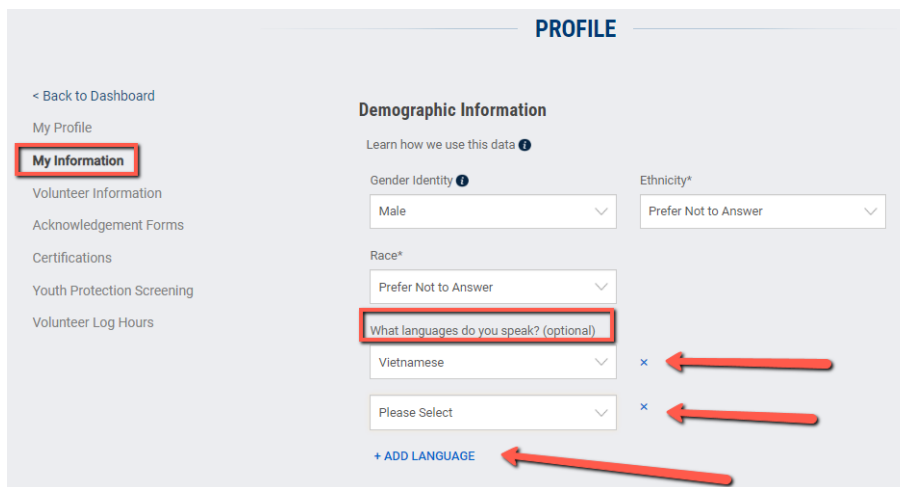 PROFILE
< Back to Dashboard
My Profile
My Information
Volunteer Information
Acknowledgement Forms
Certifications
Youth Protection Screening
Volunteer Log Hours
Demographic Information
Learn how we use this data i
Gender Identity i
Ethnicity*
Male
Prefer Not to Answer
Race*
Prefer Not to Answer
What languages do you speak? (optional)
Vietnamese
×
Please Select
×
+ ADD LANGUAGE